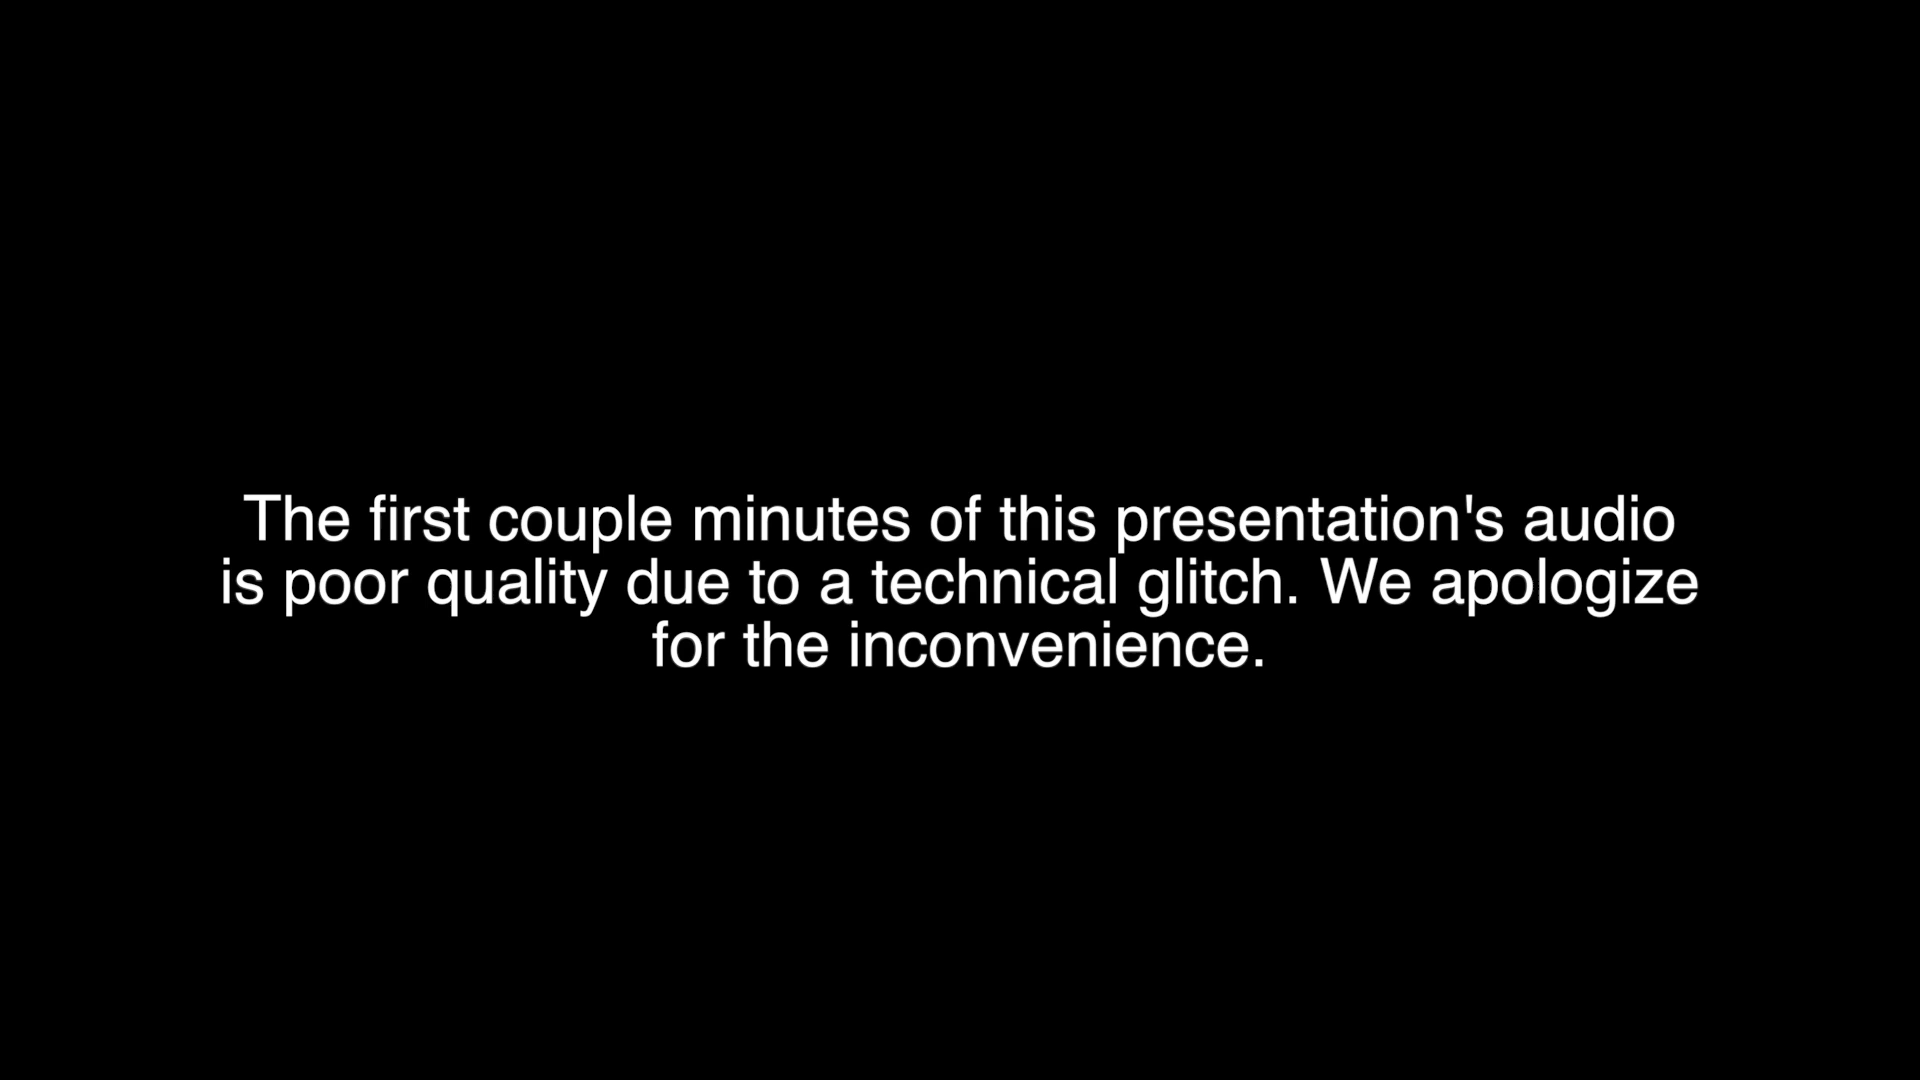 The first couple minutes of this presentation's audio
is poor quality due to a technical glitch. We apologize
for the inconvenience.